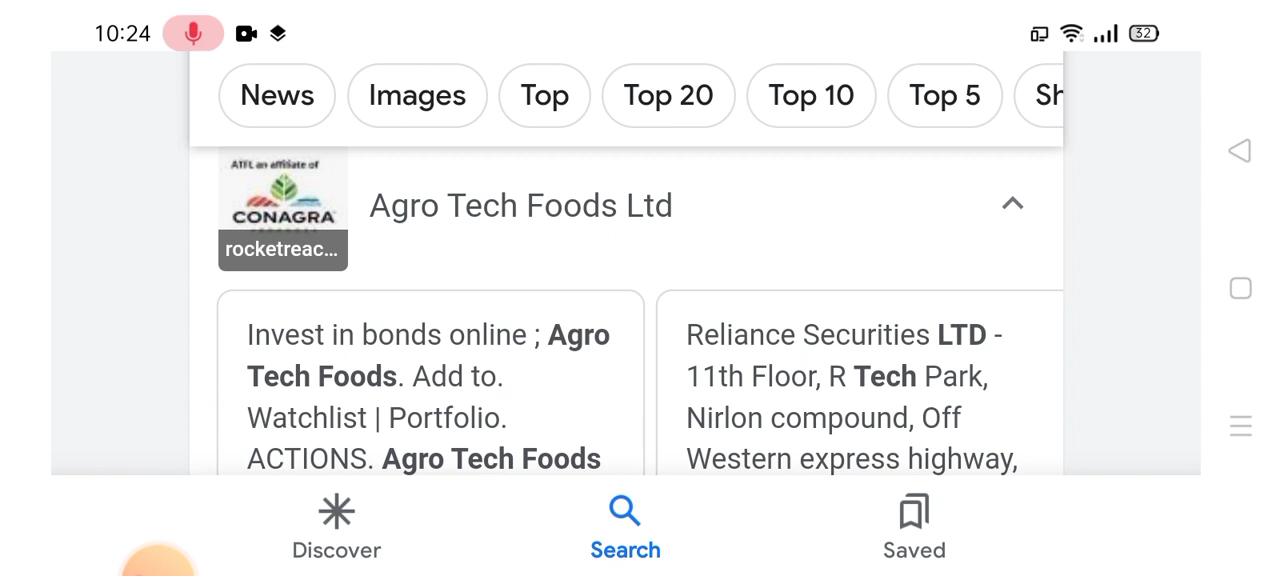 10:24
32
News Images Top Top 20 Top 10 Top 5 Sh
ATFL an affiliate of
CONAGRA
rocketreac...
Agro Tech Foods Ltd
Invest in bonds online ; Agro
Tech Foods. Add to.
Watchlist | Portfolio.
ACTIONS. Agro Tech Foods
Reliance Securities LTD -
11th Floor, R Tech Park,
Nirlon compound, Off
Western express highway,
Discover Search Saved